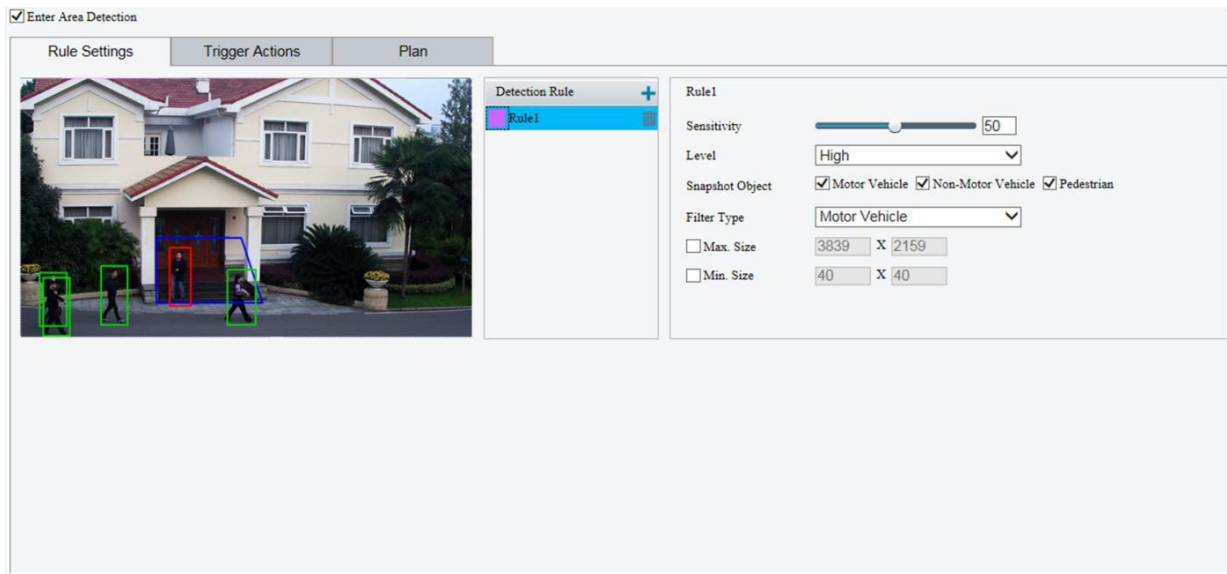 Enter Area Detection
Rule Settings Trigger Actions Plan
Detection Rule
Rule1
Rule1
Sensitivity 50
Level High
Snapshot Object Motor Vehicle Non-Motor Vehicle Pedestrian
Filter Type Motor Vehicle
Max. Size 3839 X 2159
Min. Size 40 X 40